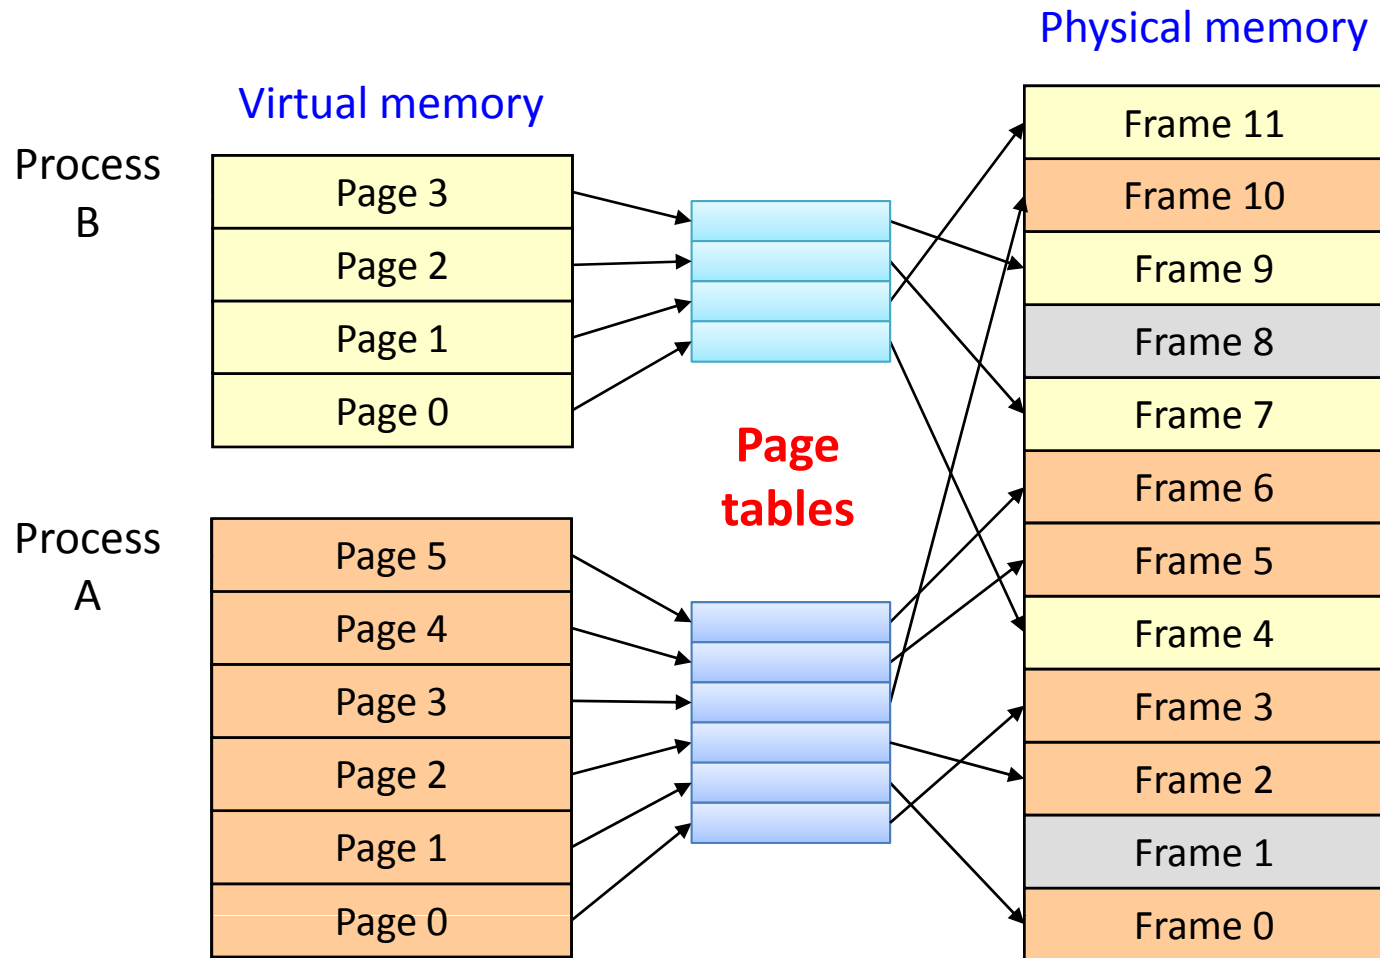 Physical memory
Virtual memory
Process
B
Page 3
Page 2
Page 1
Page 0
Process
A
Page 5
Page 4
Page 3
Page 2
Page 1
Page 0
Page
tables
Frame 11
Frame 10
Frame 9
Frame 8
Frame 7
Frame 6
Frame 5
Frame 4
Frame 3
Frame 2
Frame 1
Frame 0